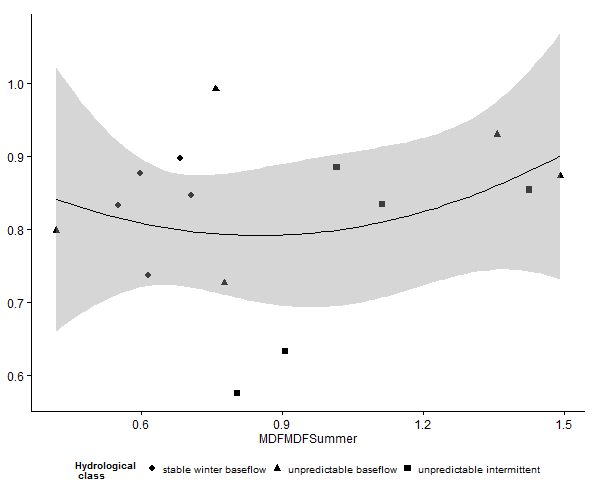 1.0
0.9
0.8
0.7
0.6
0.6 0.9 1.2 1.5
MDFMDFSummer
Hydrological
class
stable winter baseflow unpredictable baseflow unpredictable intermittent